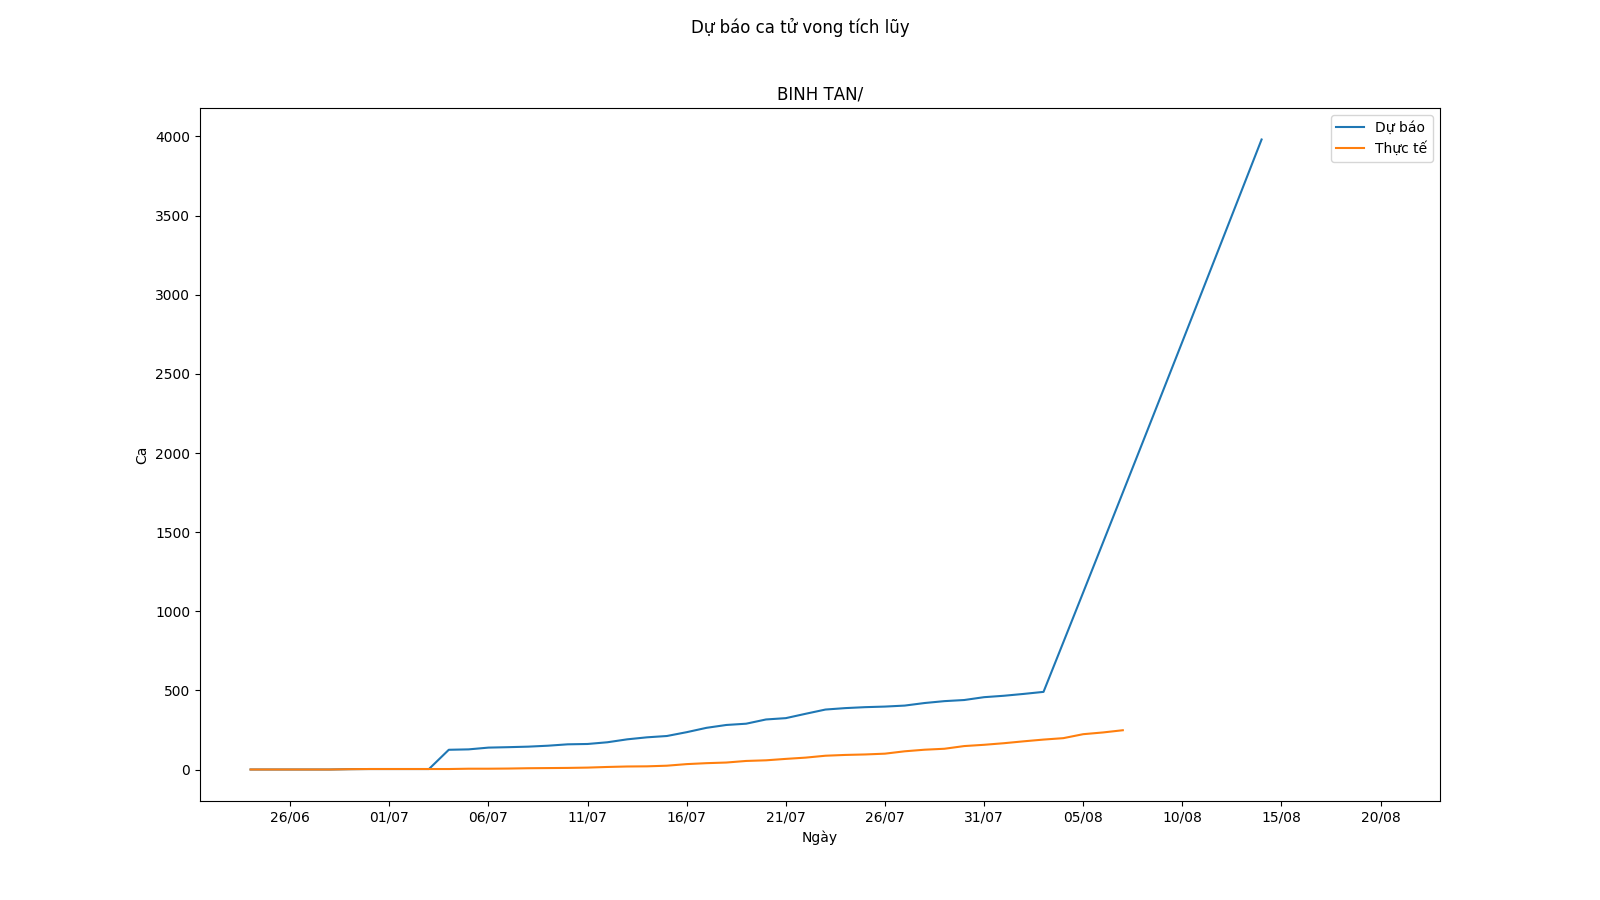 Dự báo ca tử vong tích lũy
BINH TAN/
Dự báo
Thực tế
4000
3500
3000
2500
2000
1500
1000
500
0
Ca
26/06 01/07 06/07 11/07 16/07 21/07 26/07 31/07 05/08 10/08 15/08 20/08
Ngày